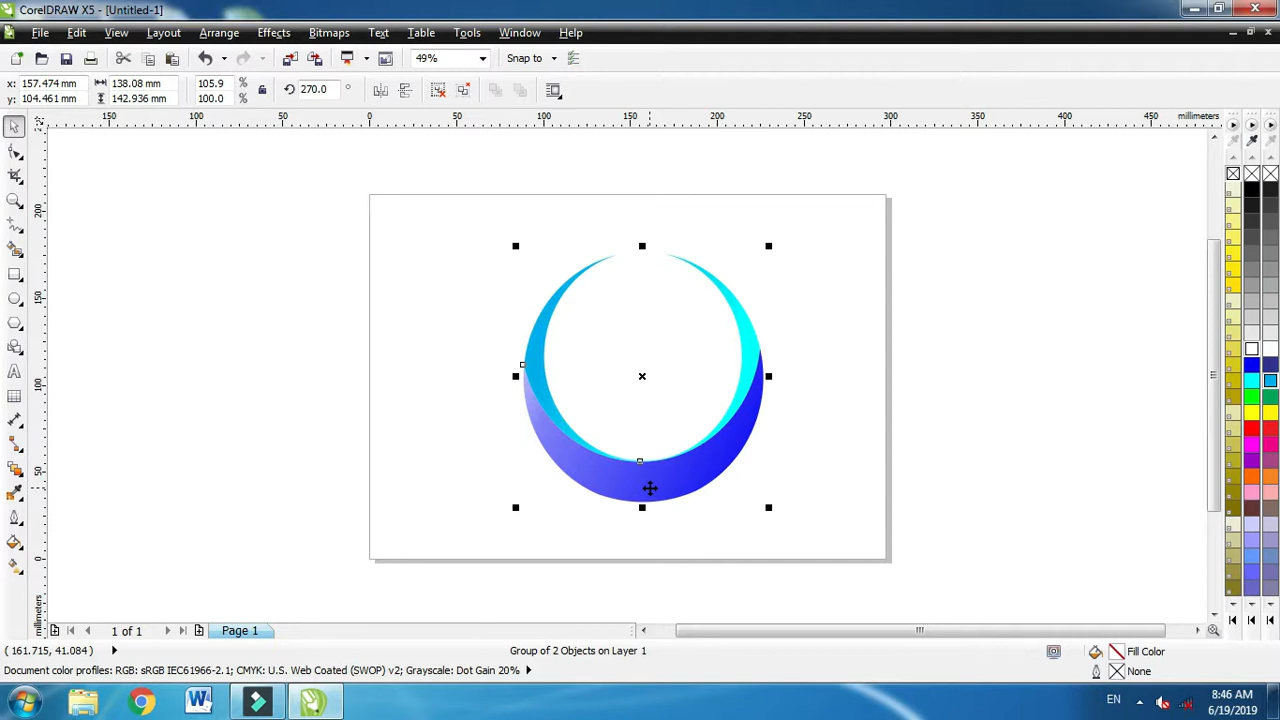 CorelDRAW X5 - [Untitled-1]
File Edit View Layout Arrange Effects Bitmaps Text Table Tools Window Help
49% Snap to
x: 157.474 mm 138.08 mm 105.9 %
y: 104.461 mm 142.936 mm 100.0 %
270.0 °
150 100 50 0 50 100 150 200 250 300 350 400 450 millimeters
200
150
100
50
0
millimeters
1 of 1 Page 1
( 161.715, 41.084 ) Group of 2 Objects on Layer 1 Fill Color
Document color profiles: RGB: sRGB IEC61966-2.1; CMYK: U.S. Web Coated (SWOP) v2; Grayscale: Dot Gain 20% None
EN 8:46 AM
6/19/2019